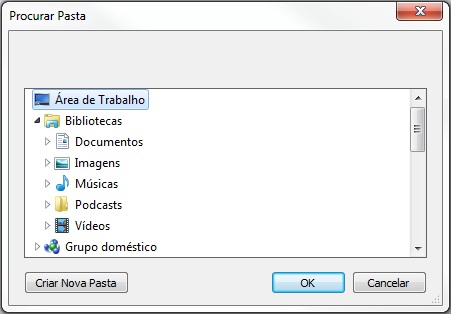 Procurar Pasta
Área de Trabalho
Bibliotecas
Documentos
Imagens
Músicas
Podcasts
Vídeos
Grupo doméstico
Criar Nova Pasta
OK
Cancelar